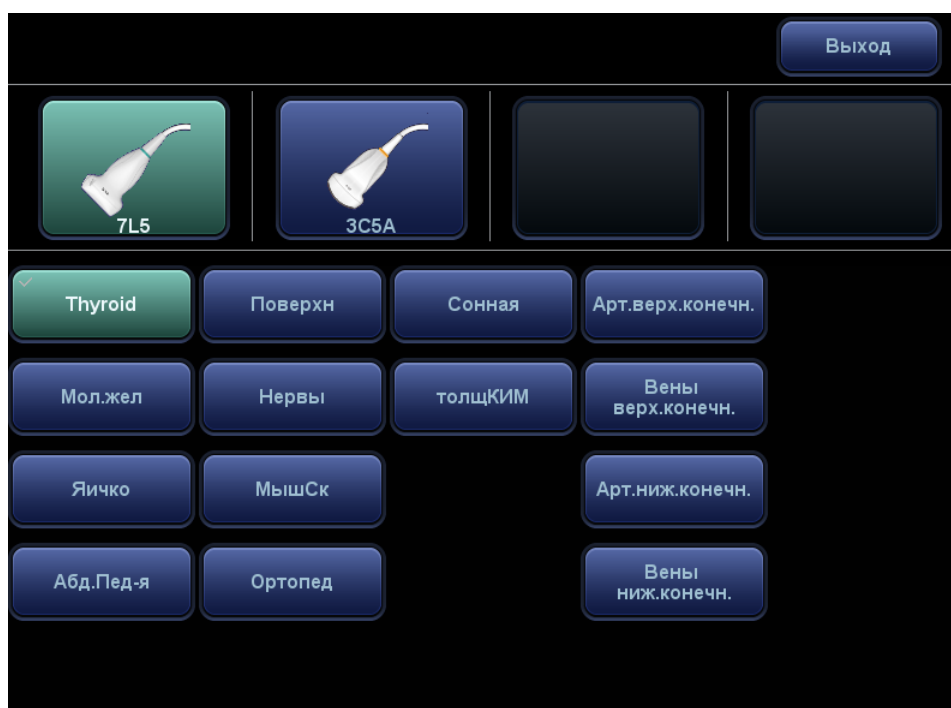 Выход
7L5
3C5A
Thyroid
Поверхн
Сонная
Арт.верх.конечн.
Мол.жел
Нервы
толщКИМ
Вены
верх.конечн.
Яичко
МышСк
Арт.ниж.конечн.
Абд.Пед-я
Ортопед
Вены
ниж.конечн.